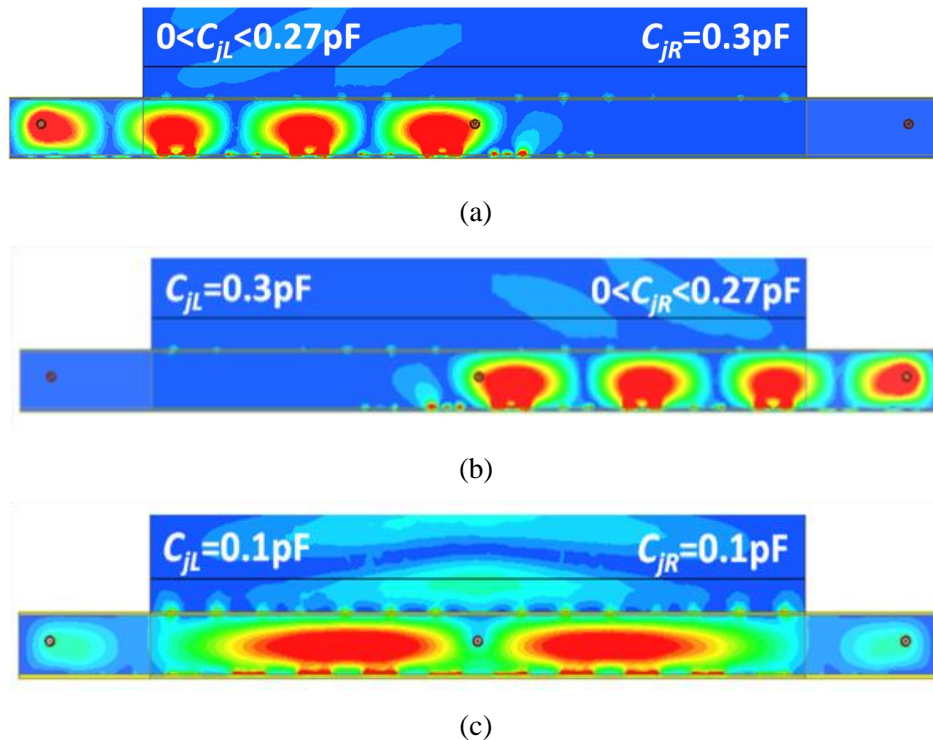 0<CjL<0.27pF CjR=0.3pF
(a)
CjL=0.3pF 0<CjR<0.27pF
(b)
CjL=0.1pF CjR=0.1pF
(c)